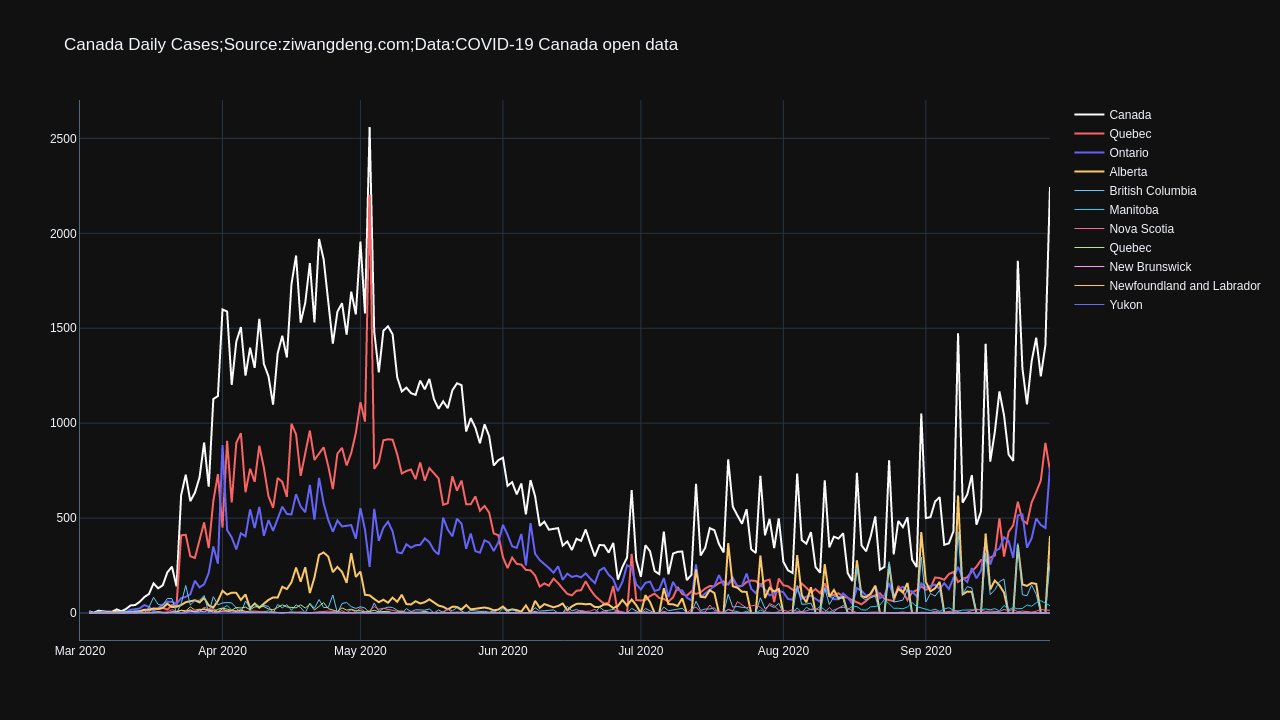 Canada Daily Cases;Source:ziwangdeng.com;Data:COVID-19 Canada open data
2500
2000
1500
1000
500
0
Mar 2020
Apr 2020
May 2020
Jun 2020
Jul 2020
Aug 2020
Sep 2020
Canada
Quebec
Ontario
Alberta
British Columbia
Manitoba
Nova Scotia
Quebec
New Brunswick
Newfoundland and Labrador
Yukon